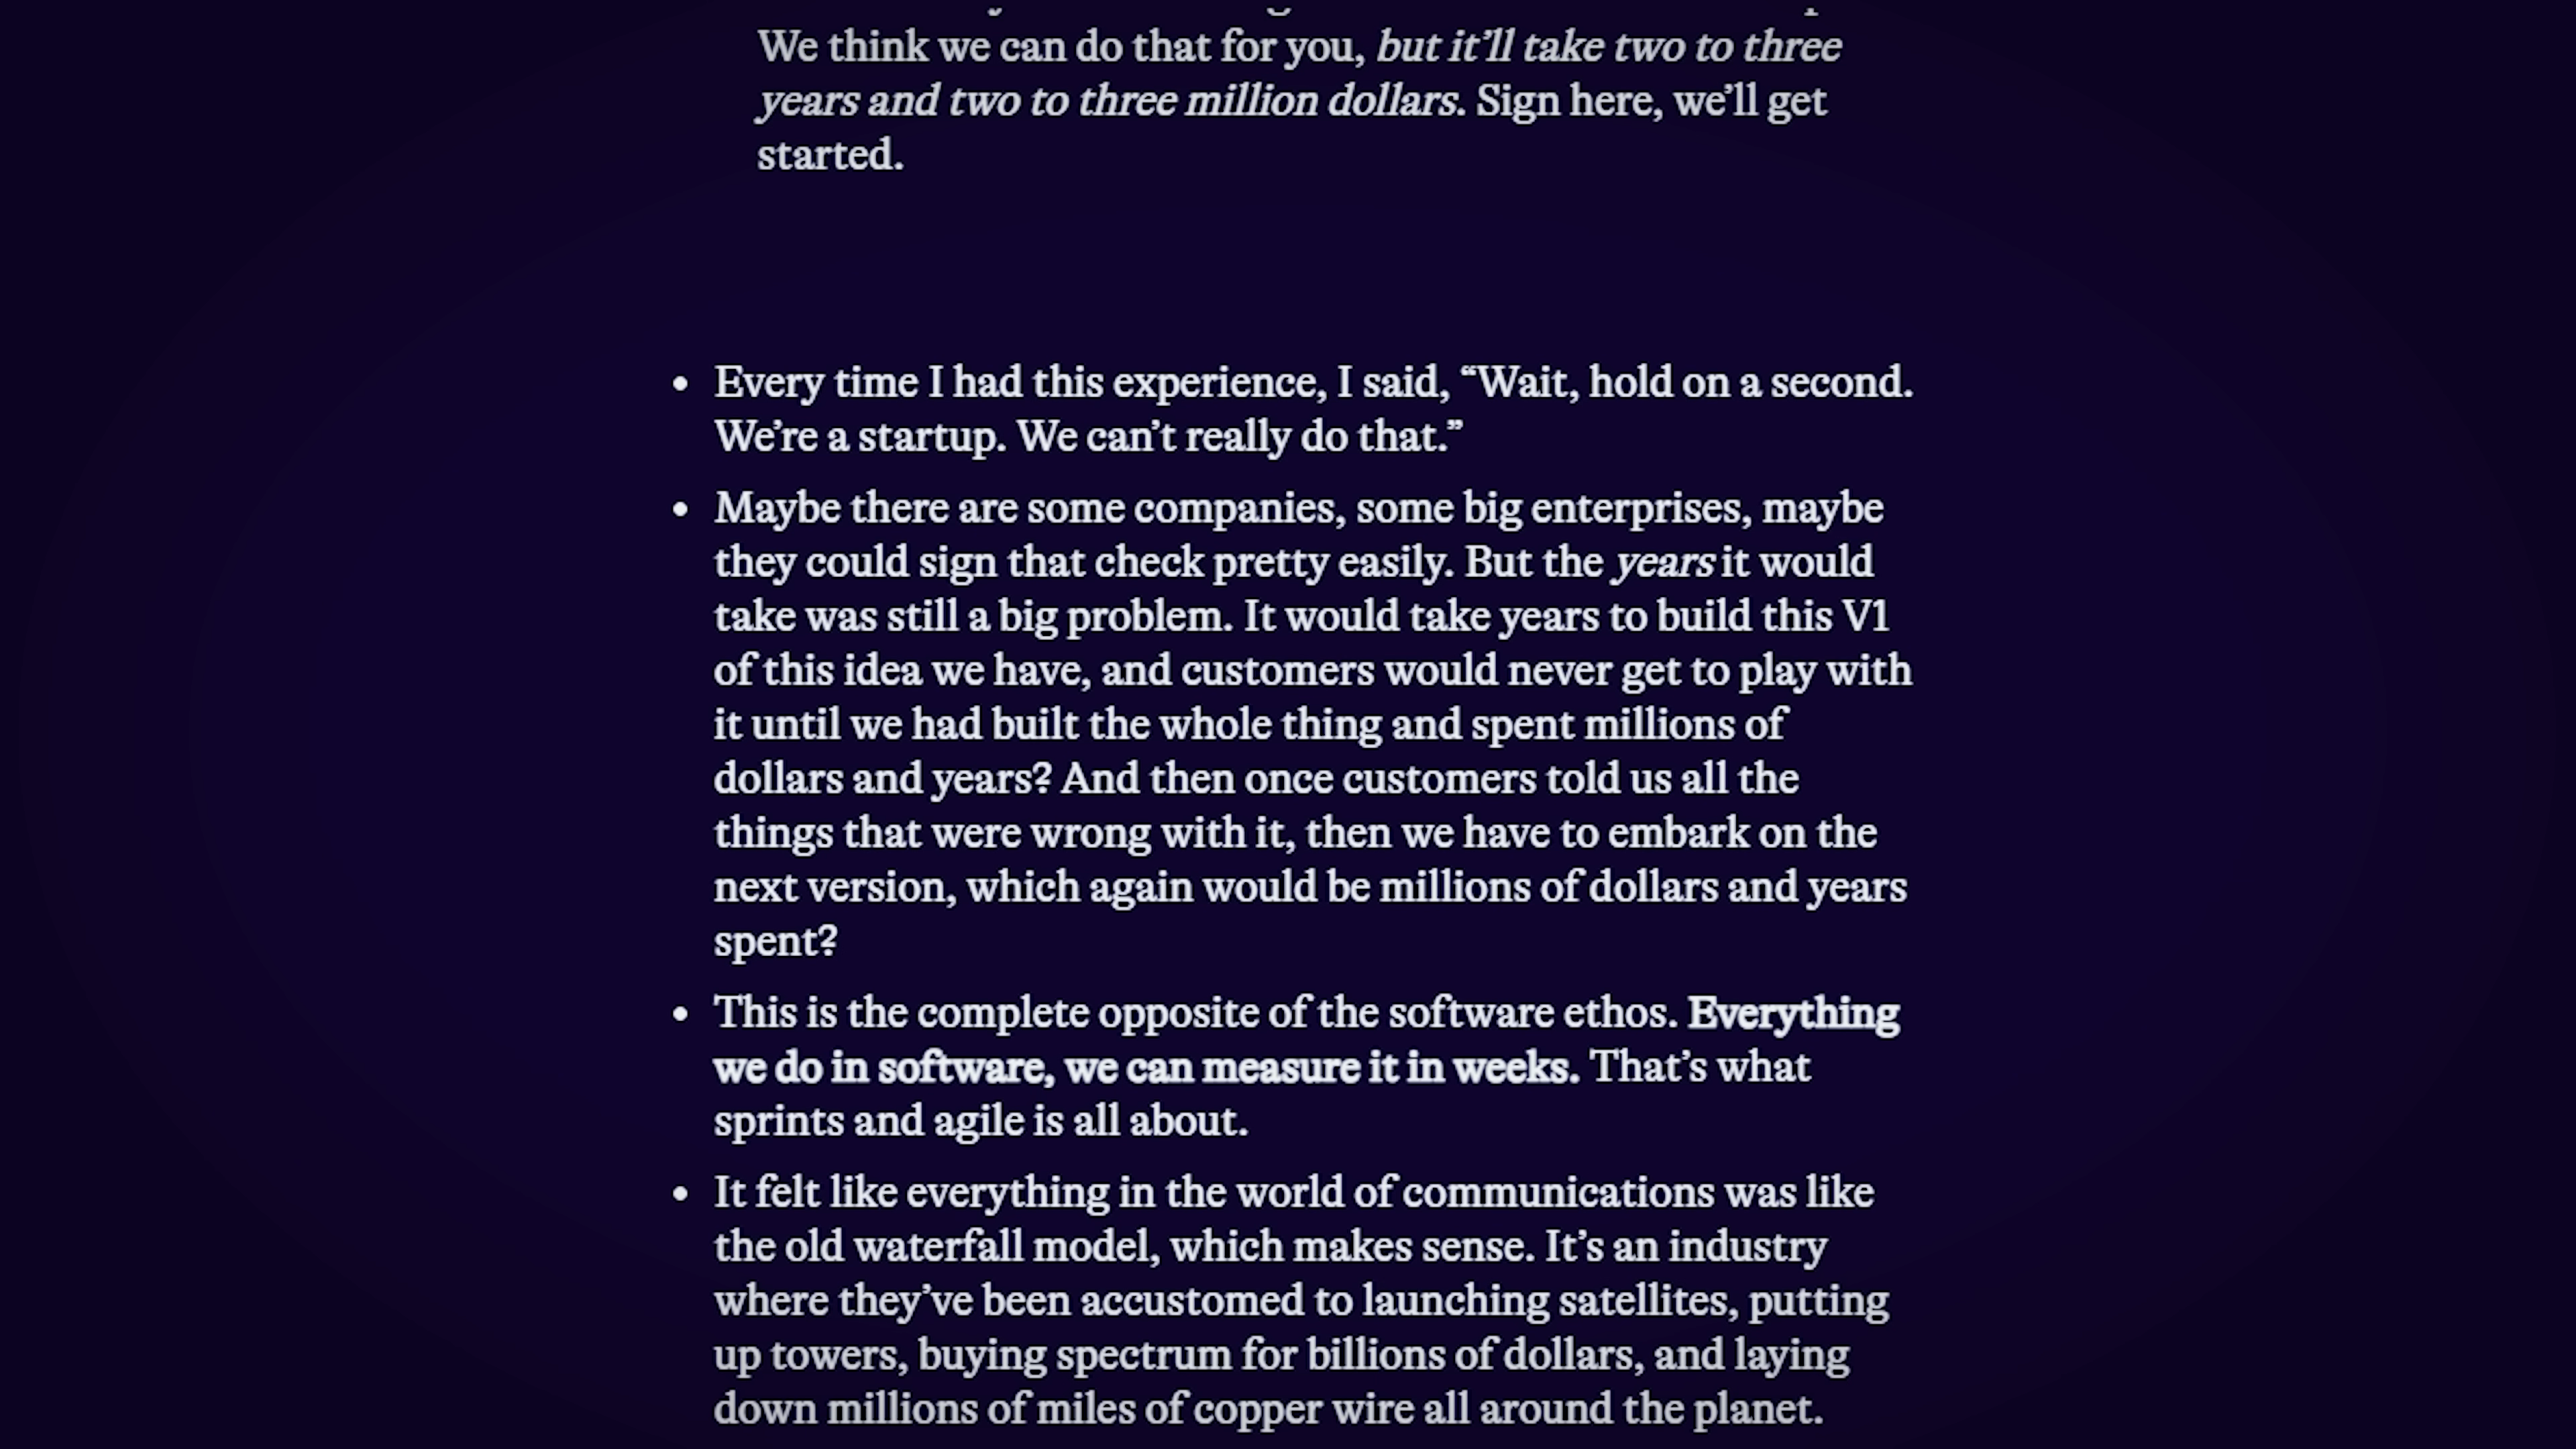 We think we can do that for you, but it’ll take two to three
years and two to three million dollars. Sign here, we’ll get
started.
• Every time I had this experience, I said, “Wait, hold on a second.
We’re a startup. We can’t really do that.”
• Maybe there are some companies, some big enterprises, maybe
they could sign that check pretty easily. But the years it would
take was still a big problem. It would take years to build this V1
of this idea we have, and customers would never get to play with
it until we had built the whole thing and spent millions of
dollars and years? And then once customers told us all the
things that were wrong with it, then we have to embark on the
next version, which again would be millions of dollars and years
spent?
• This is the complete opposite of the software ethos. Everything
we do in software, we can measure it in weeks. That’s what
sprints and agile is all about.
• It felt like everything in the world of communications was like
the old waterfall model, which makes sense. It’s an industry
where they’ve been accustomed to launching satellites, putting
up towers, buying spectrum for billions of dollars, and laying
down millions of miles of copper wire all around the planet.